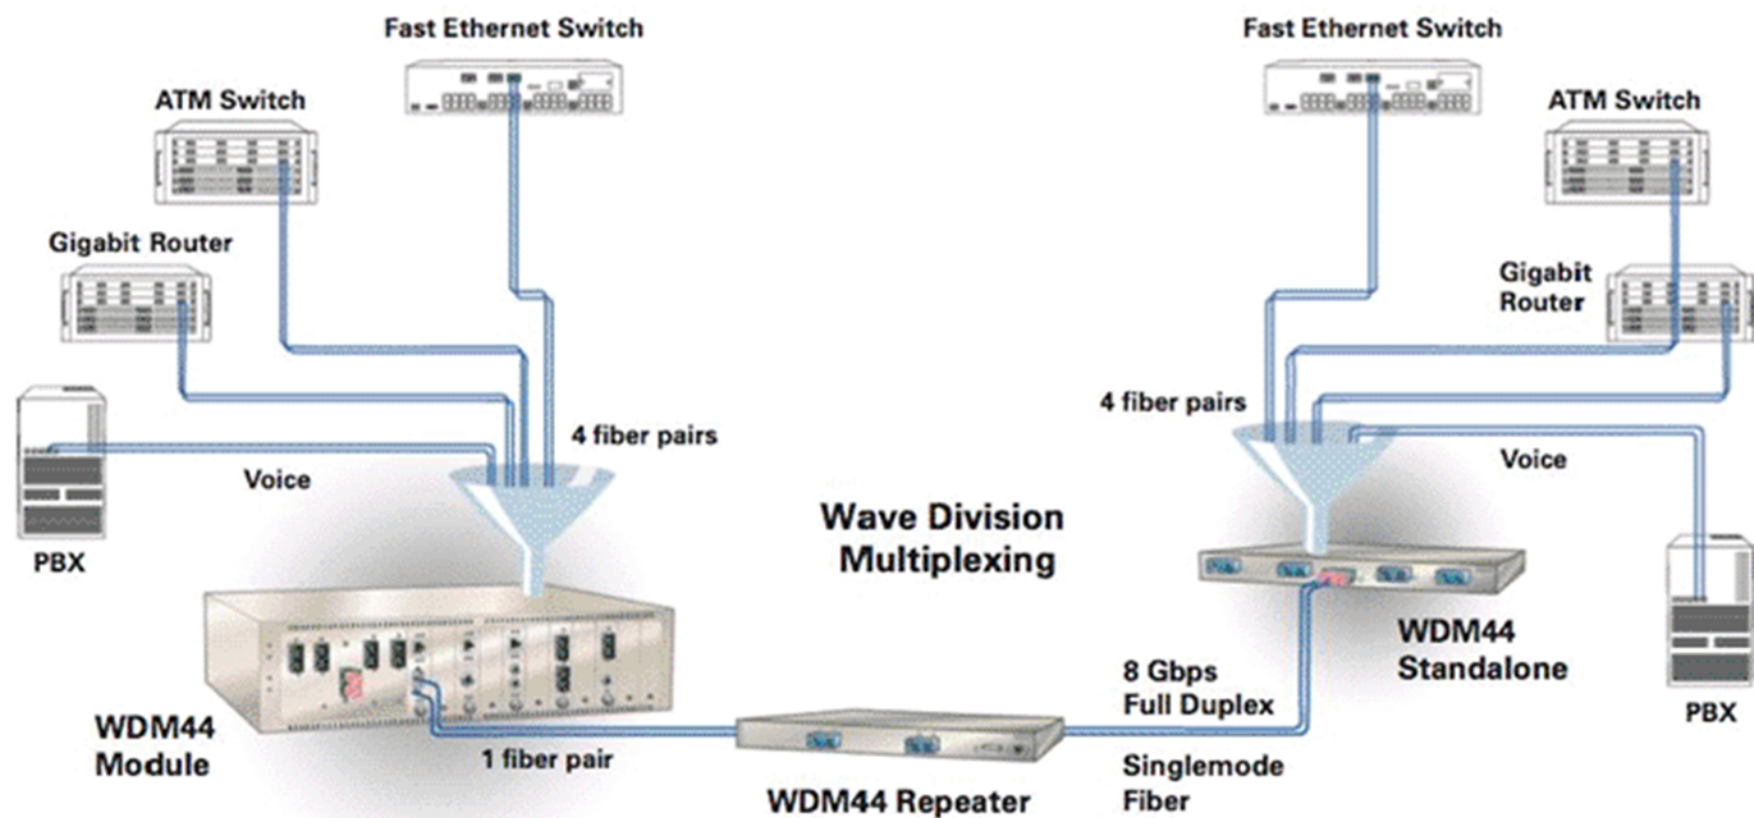 Fast Ethernet Switch
ATM Switch
Gigabit Router
4 fiber pairs
Voice
PBX
WDM44
Module
1 fiber pair
Wave Division
Multiplexing
WDM44 Repeater
Fast Ethernet Switch
ATM Switch
Gigabit
Router
4 fiber pairs
Voice
WDM44
Standalone
PBX
8 Gbps
Full Duplex
Singlemode
Fiber